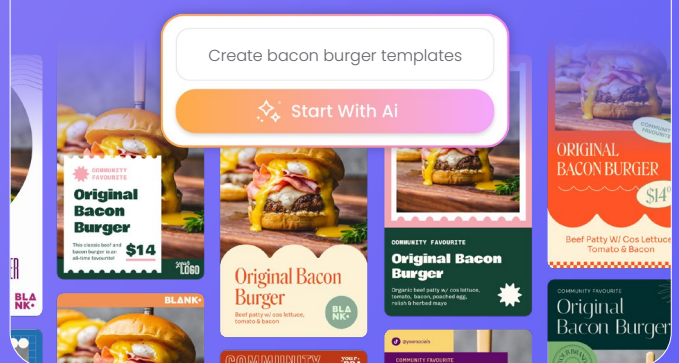 Create bacon burger templates
Start With Ai
COMMUNITY
FAVOURITE
Original
Bacon
Burger
This classic beef and
bacon burger is an
all-time favourite!
$14
YOUR
LOGO
BLA
NK•
BLANK•
Original Bacon
Burger
Beef patty w/ cos lettuce,
tomato & bacon
BLA
NK•
COMMUNITY
COMMUNITY FAVOURITE
Original Bacon
Burger
Organic beef patty w/ cos lettuce,
tomato, bacon, poached egg,
relish & herbed mayo
@yoursocials
COMMUNITY FAVOURITE
COMMUNITY
FAVOURITE
ORIGINAL
BACON BURGER
$14
Beef Patty W/ Cos Lettuce
Tomato & Bacon
COMMUNITY FAVOURITE
Original
Bacon Burger